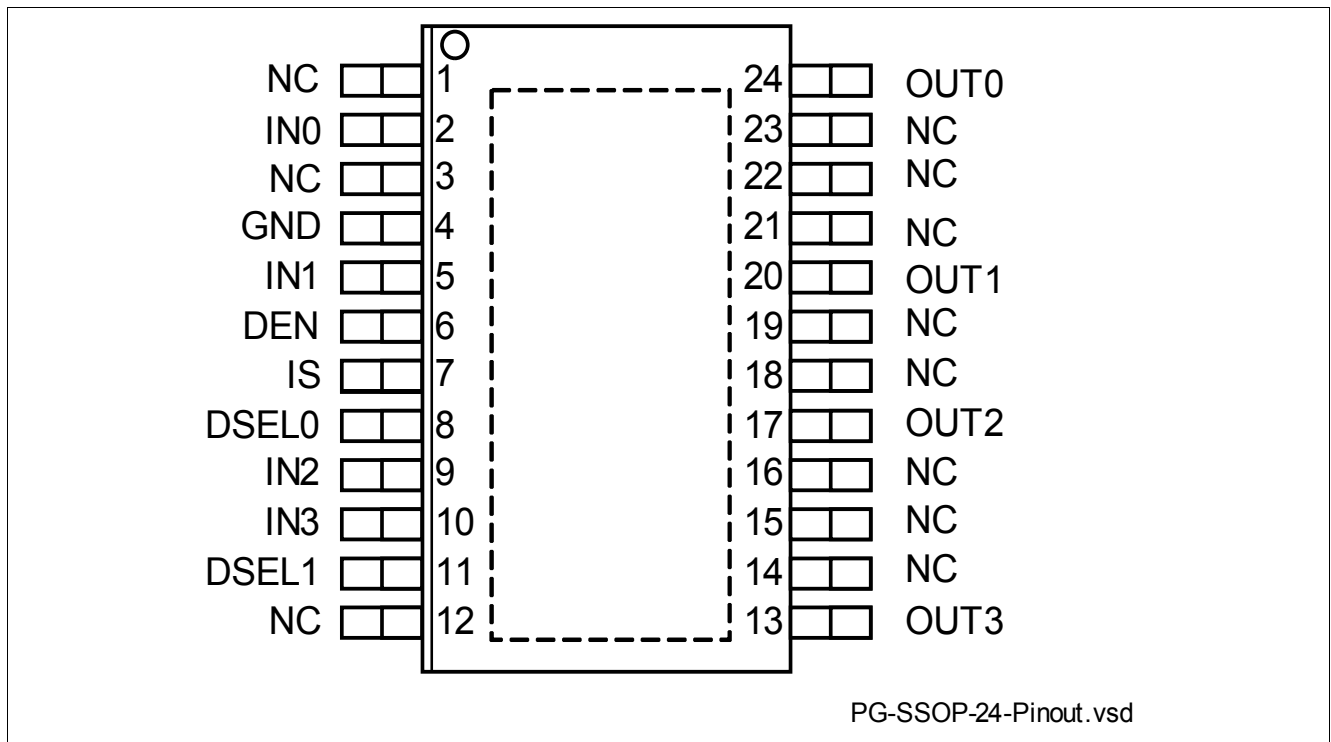 NC 1 24 OUT0
IN0 2 23 NC
NC 3 22 NC
GND 4 21 NC
IN1 5 20 OUT1
DEN 6 19 NC
IS 7 18 NC
DSEL0 8 17 OUT2
IN2 9 16 NC
IN3 10 15 NC
DSEL1 11 14 NC
NC 12 13 OUT3
PG-SSOP-24-Pinout.vsd